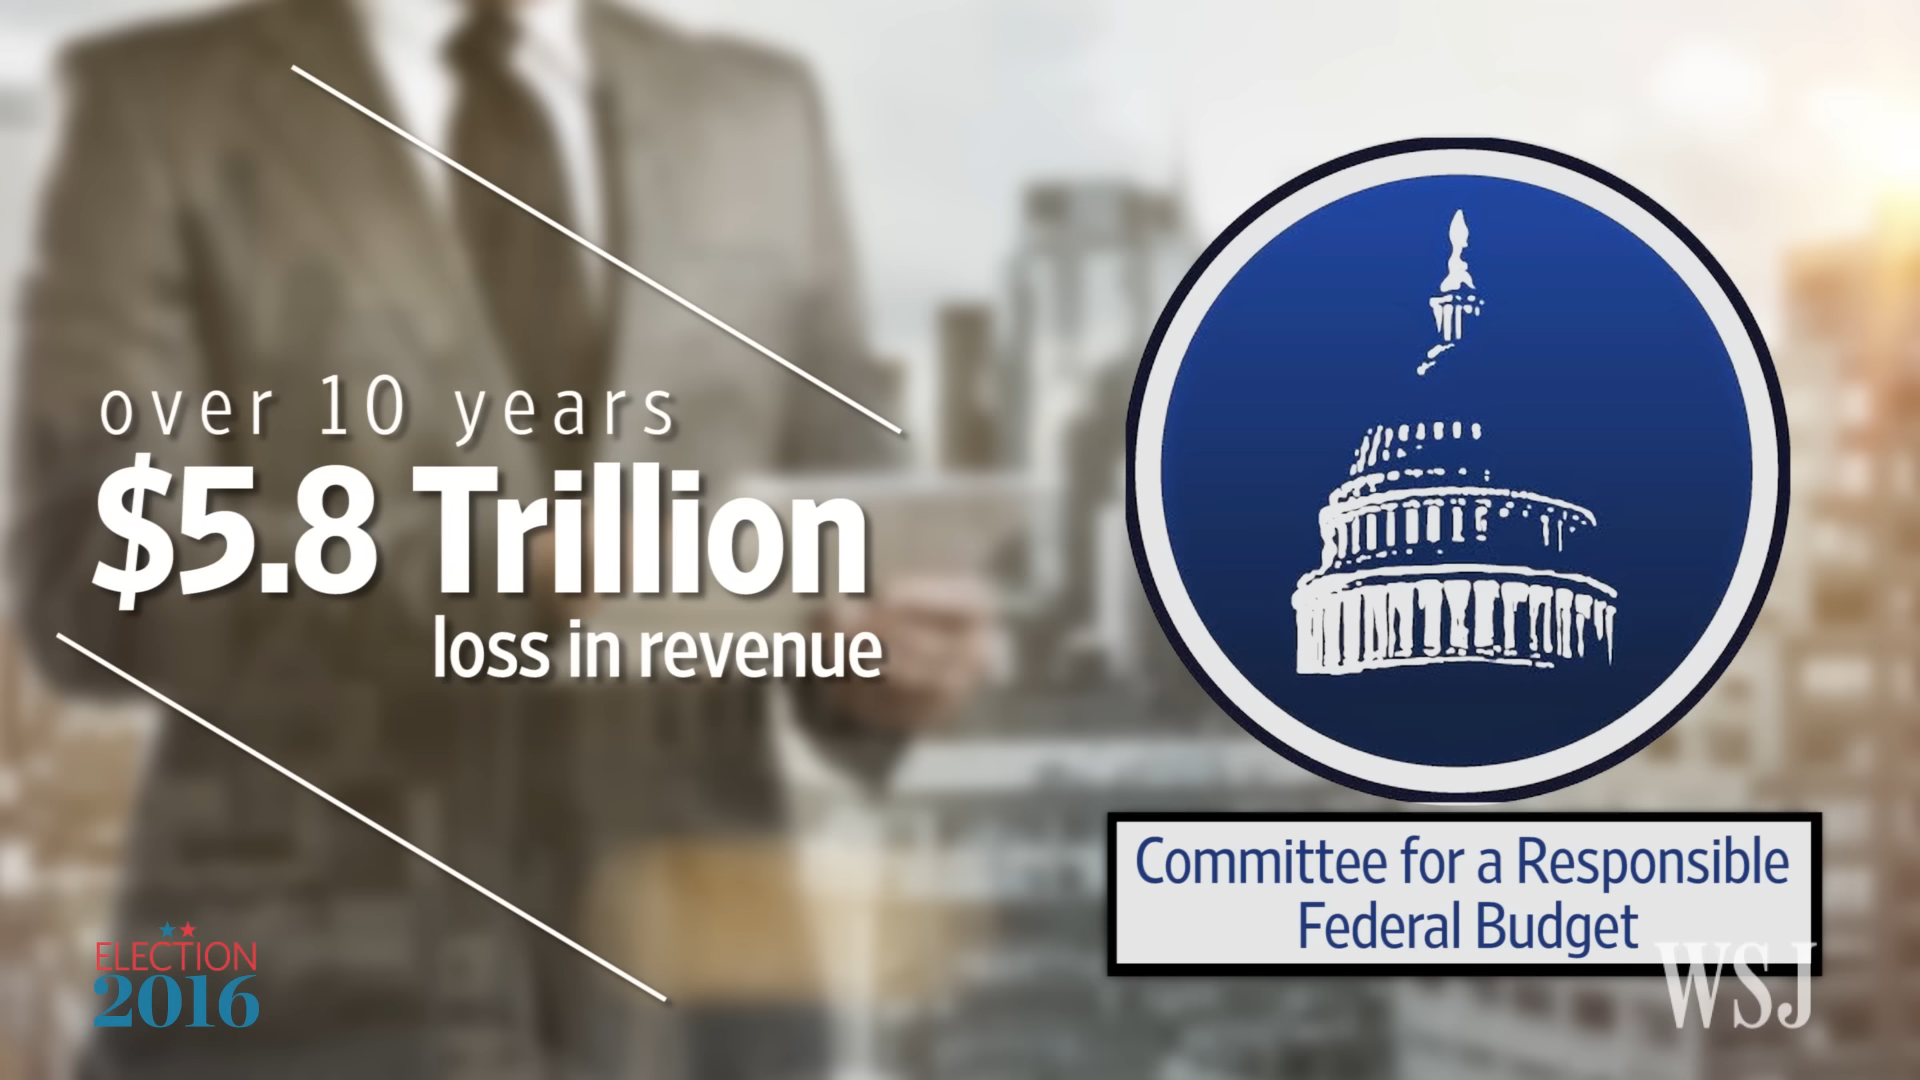 over 10 years
$5.8 Trillion
loss in revenue
Committee for a Responsible
Federal Budget
ELECTION
2016
WSJ